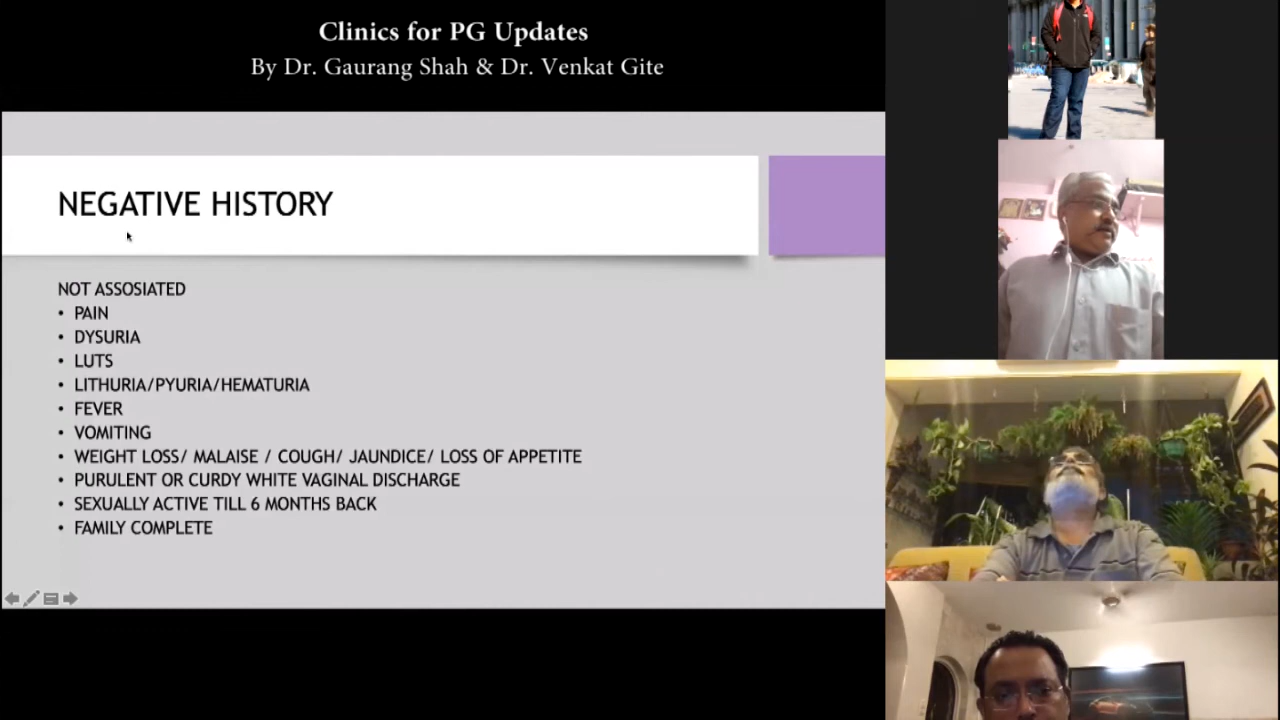 Clinics for PG Updates
By Dr. Gaurang Shah & Dr. Venkat Gite
NEGATIVE HISTORY
NOT ASSOSIATED
• PAIN
• DYSURIA
• LUTS
• LITHURIA/PYURIA/HEMATURIA
• FEVER
• VOMITING
• WEIGHT LOSS/ MALAISE / COUGH/ JAUNDICE/ LOSS OF APPETITE
• PURULENT OR CURDY WHITE VAGINAL DISCHARGE
• SEXUALLY ACTIVE TILL 6 MONTHS BACK
• FAMILY COMPLETE